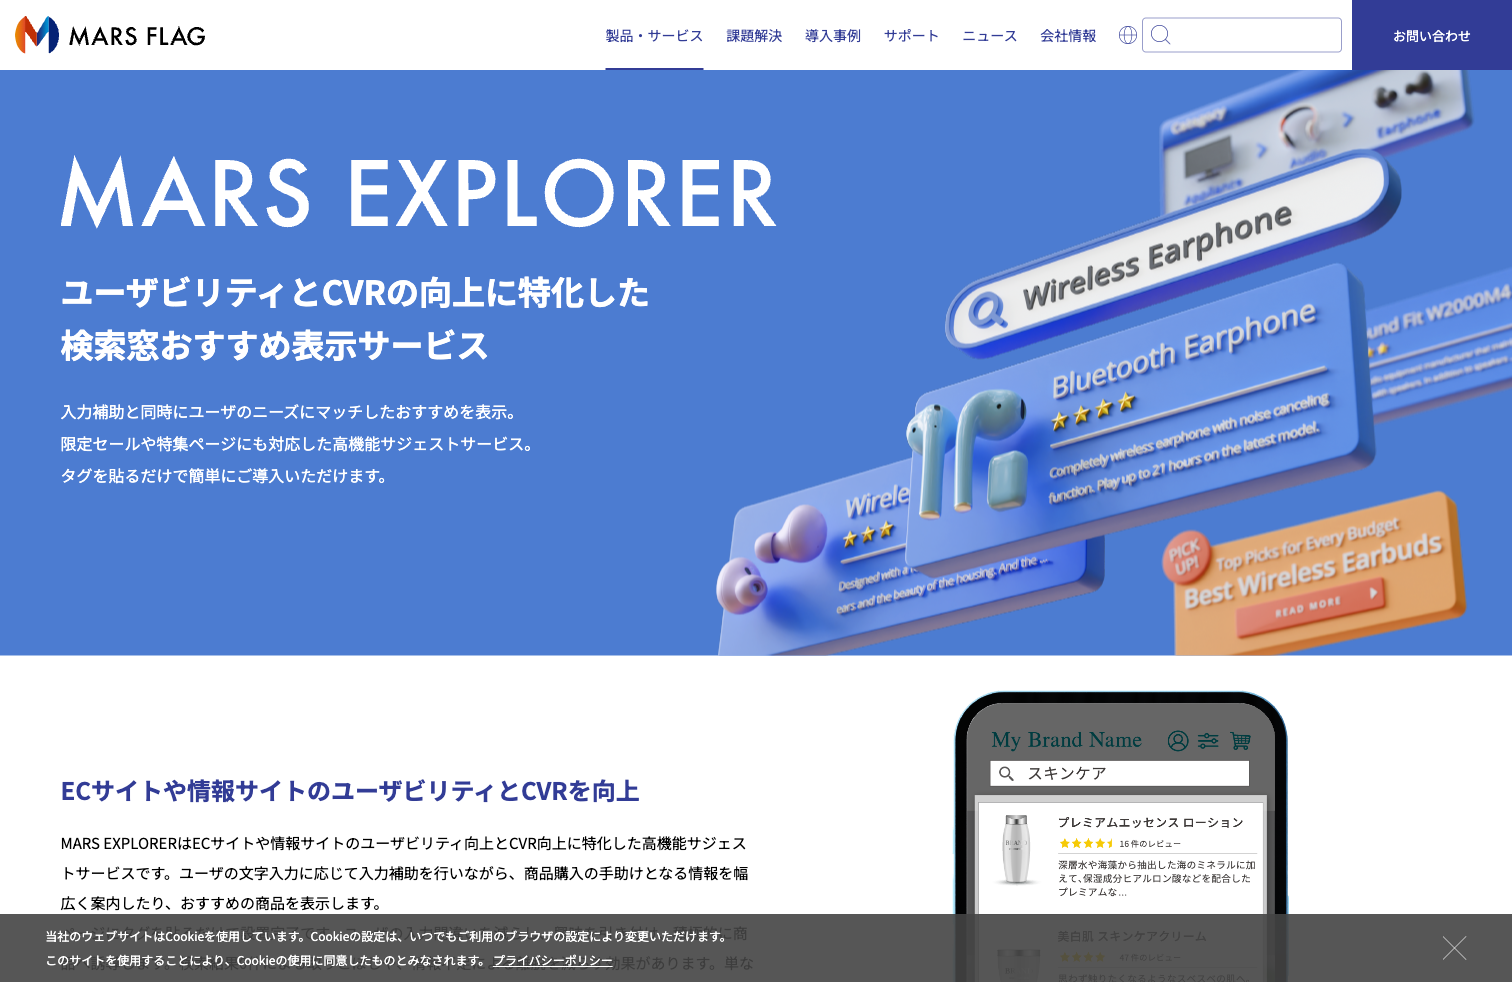 MARS FLAG
製品・サービス
課題解決
導入事例
サポート
ニュース
会社情報
お問い合わせ
MARS EXPLORER
ユーザビリティとCVRの向上に特化した
検索窓おすすめ表示サービス
入力補助と同時にユーザのニーズにマッチしたおすすめを表示。
限定セールや特集ページにも対応した高機能サジェストサービス。
タグを貼るだけで簡単にご導入いただけます。
Category
Appliance
Audio
Earphone
Wireless Earphone
Bluetooth Earphone
Completely wireless earphone with noise canceling
function. Play up to 21 hours on the latest model.
und Fit W2000M4
Wirele
Designed with a
ears and the beauty of the housing. And the ...
PICK
UP!
Top Picks for Every Budget
Best Wireless Earbuds
READ MORE
ECサイトや情報サイトのユーザビリティとCVRを向上
MARS EXPLORERはECサイトや情報サイトのユーザビリティ向上とCVR向上に特化した高機能サジェス
トサービスです。ユーザの文字入力に応じて入力補助を行いながら、商品購入の手助けとなる情報を幅
広く案内したり、おすすめの商品を表示します。
My Brand Name
スキンケア
プレミアムエッセンス ローション
16 件のレビュー
深層水や海藻から抽出した海のミネラルに加
えて、保湿成分ヒアルロン酸などを配合した
プレミアムな…
美白肌 スキンケアクリーム
47 件のレビュー
当社のウェブサイトはCookieを使用しています。Cookieの設定は、いつでもご利用のブラウザの設定により変更いただけます。
このサイトを使用することにより、Cookieの使用に同意したものとみなされます。 プライバシーポリシー